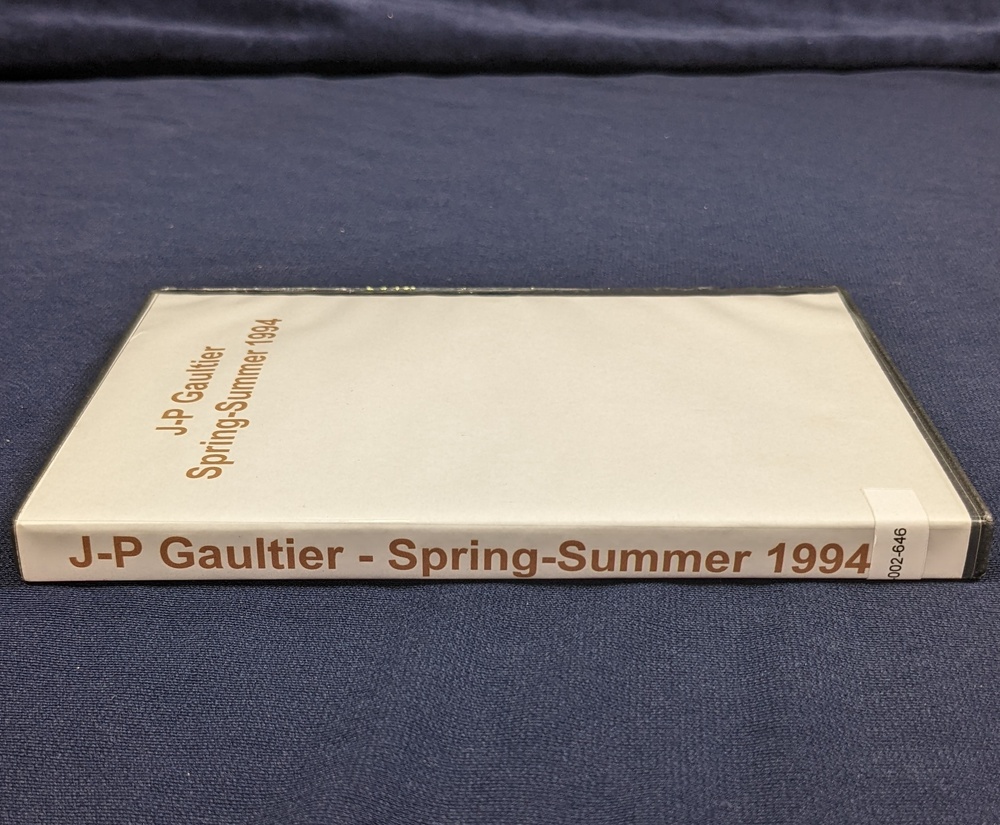 J-P Gaultier
Spring-Summer 1994
J-P Gaultier - Spring-Summer 1994
002-646